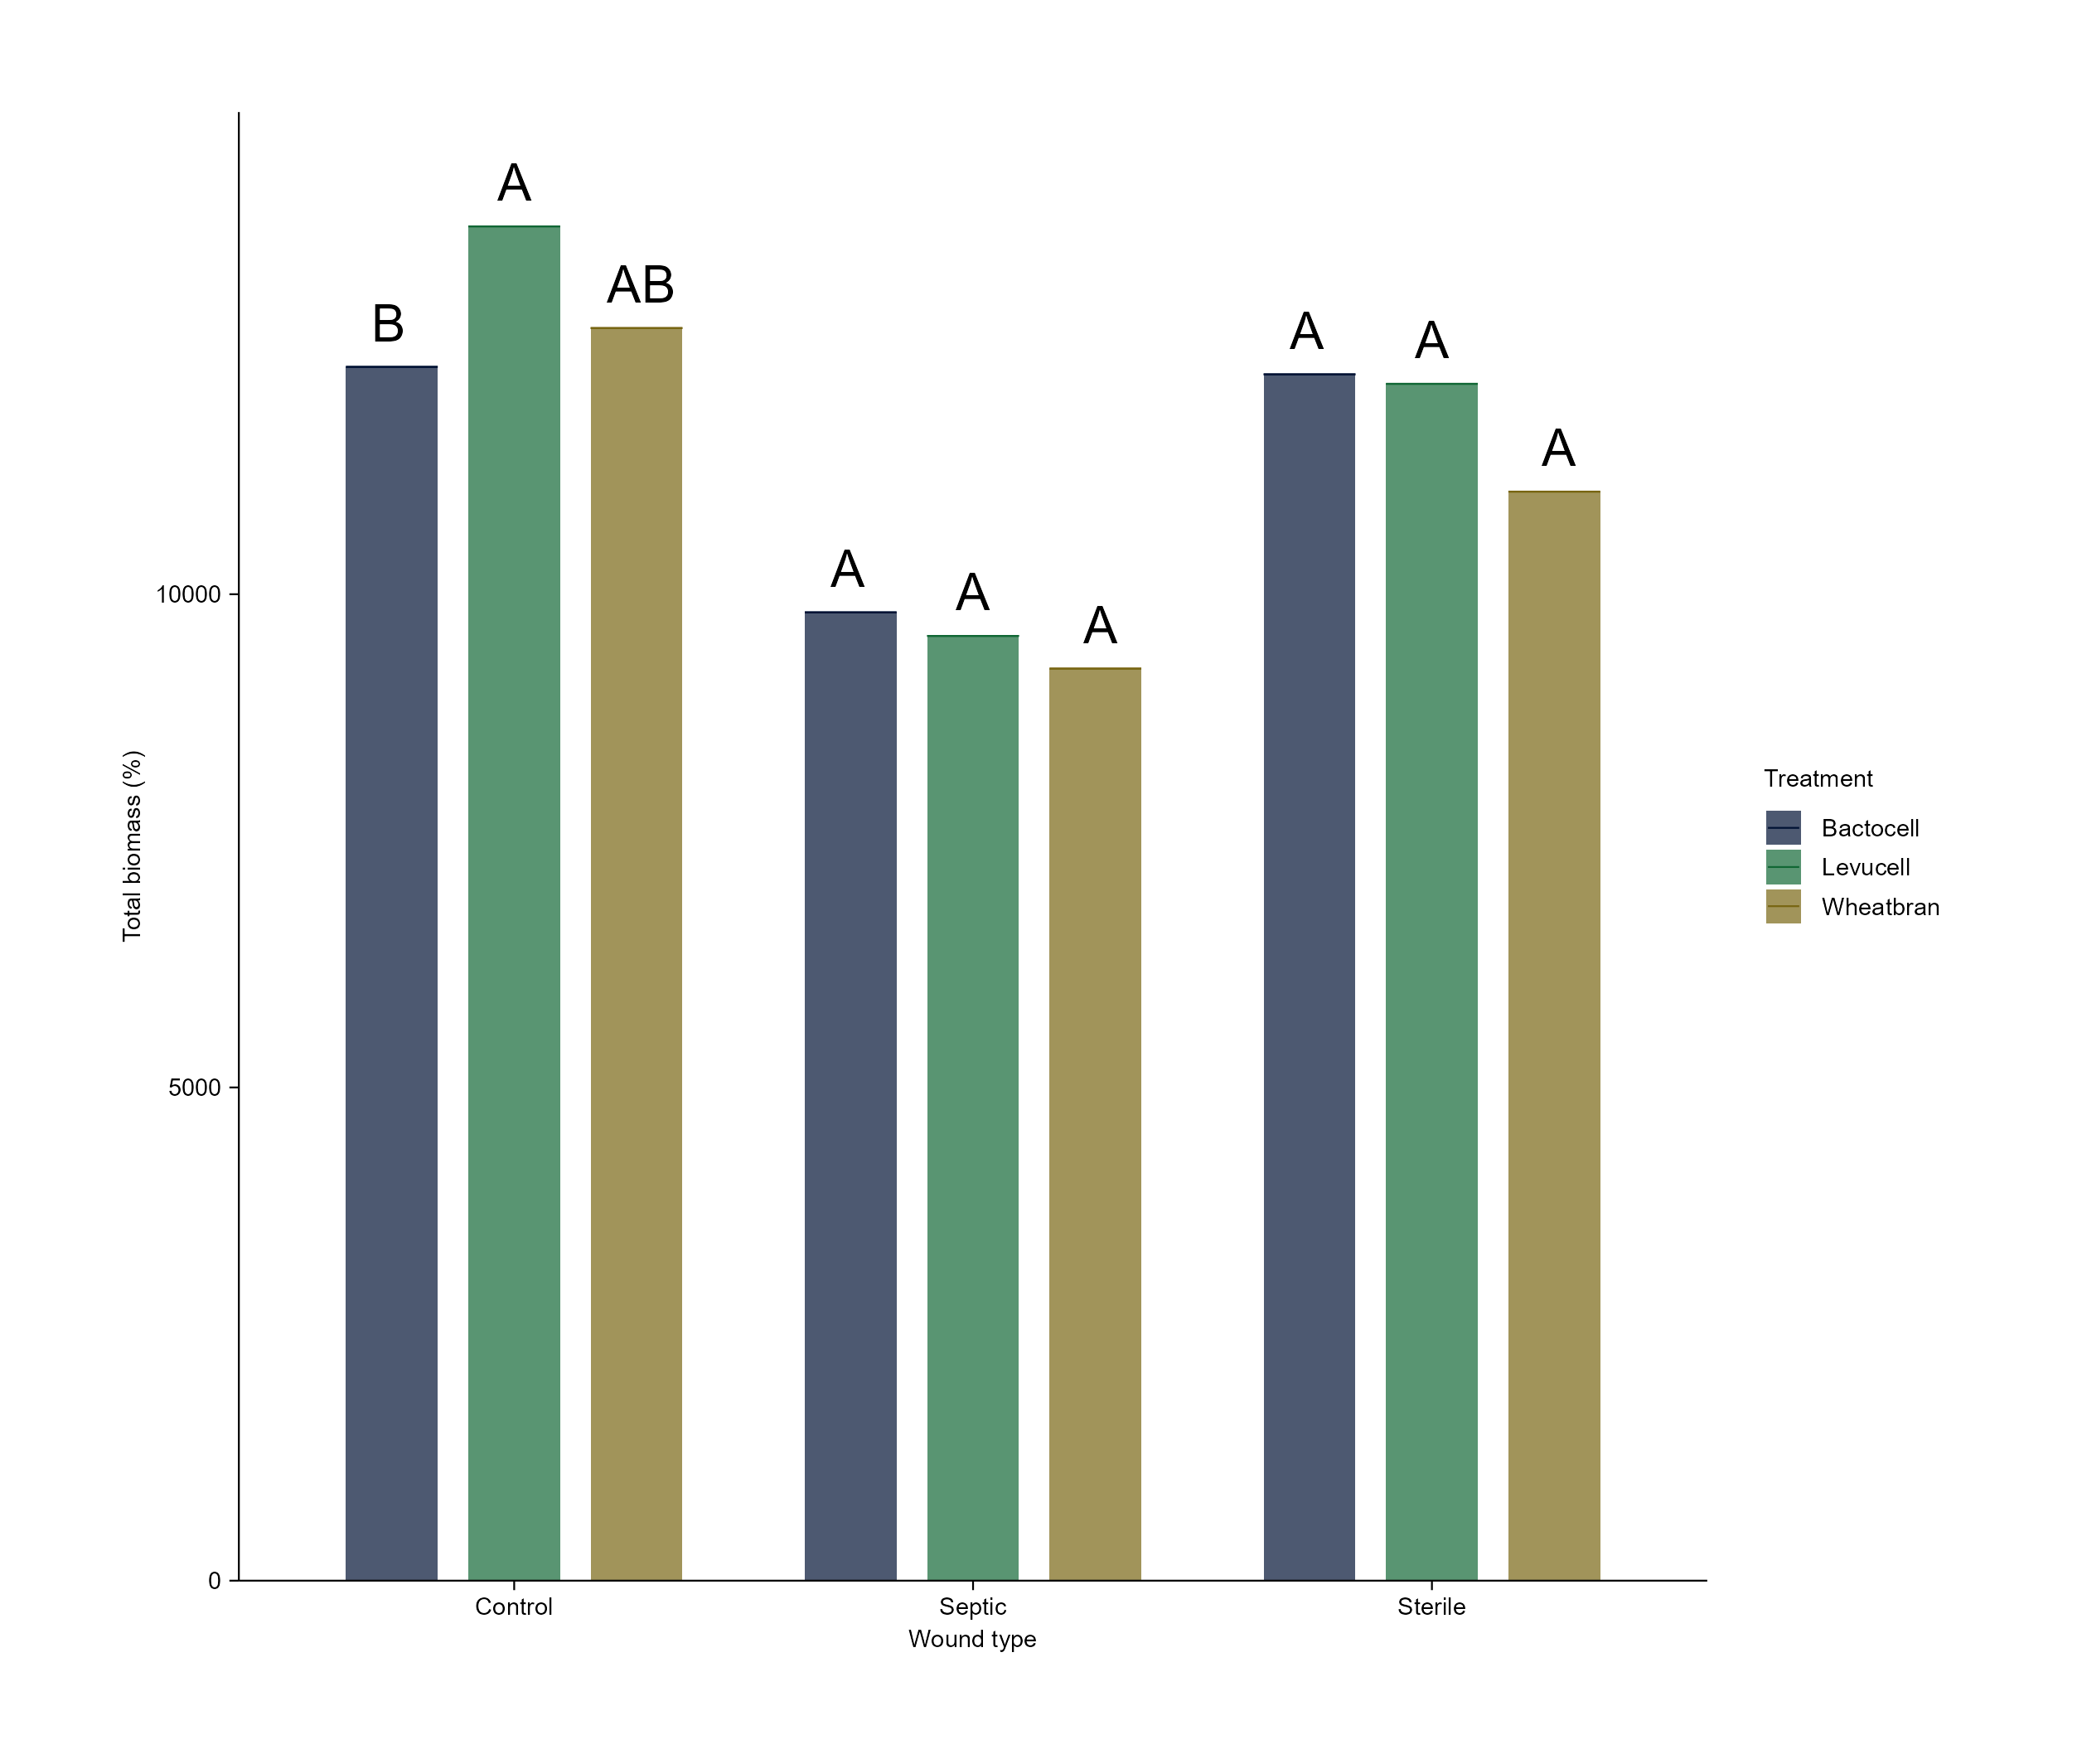 A
AB
B
A
A
A
A
A
A
10000
5000
0
Total biomass (%)
Control
Septic
Sterile
Wound type
Treatment
Bactocell
Levucell
Wheatbran